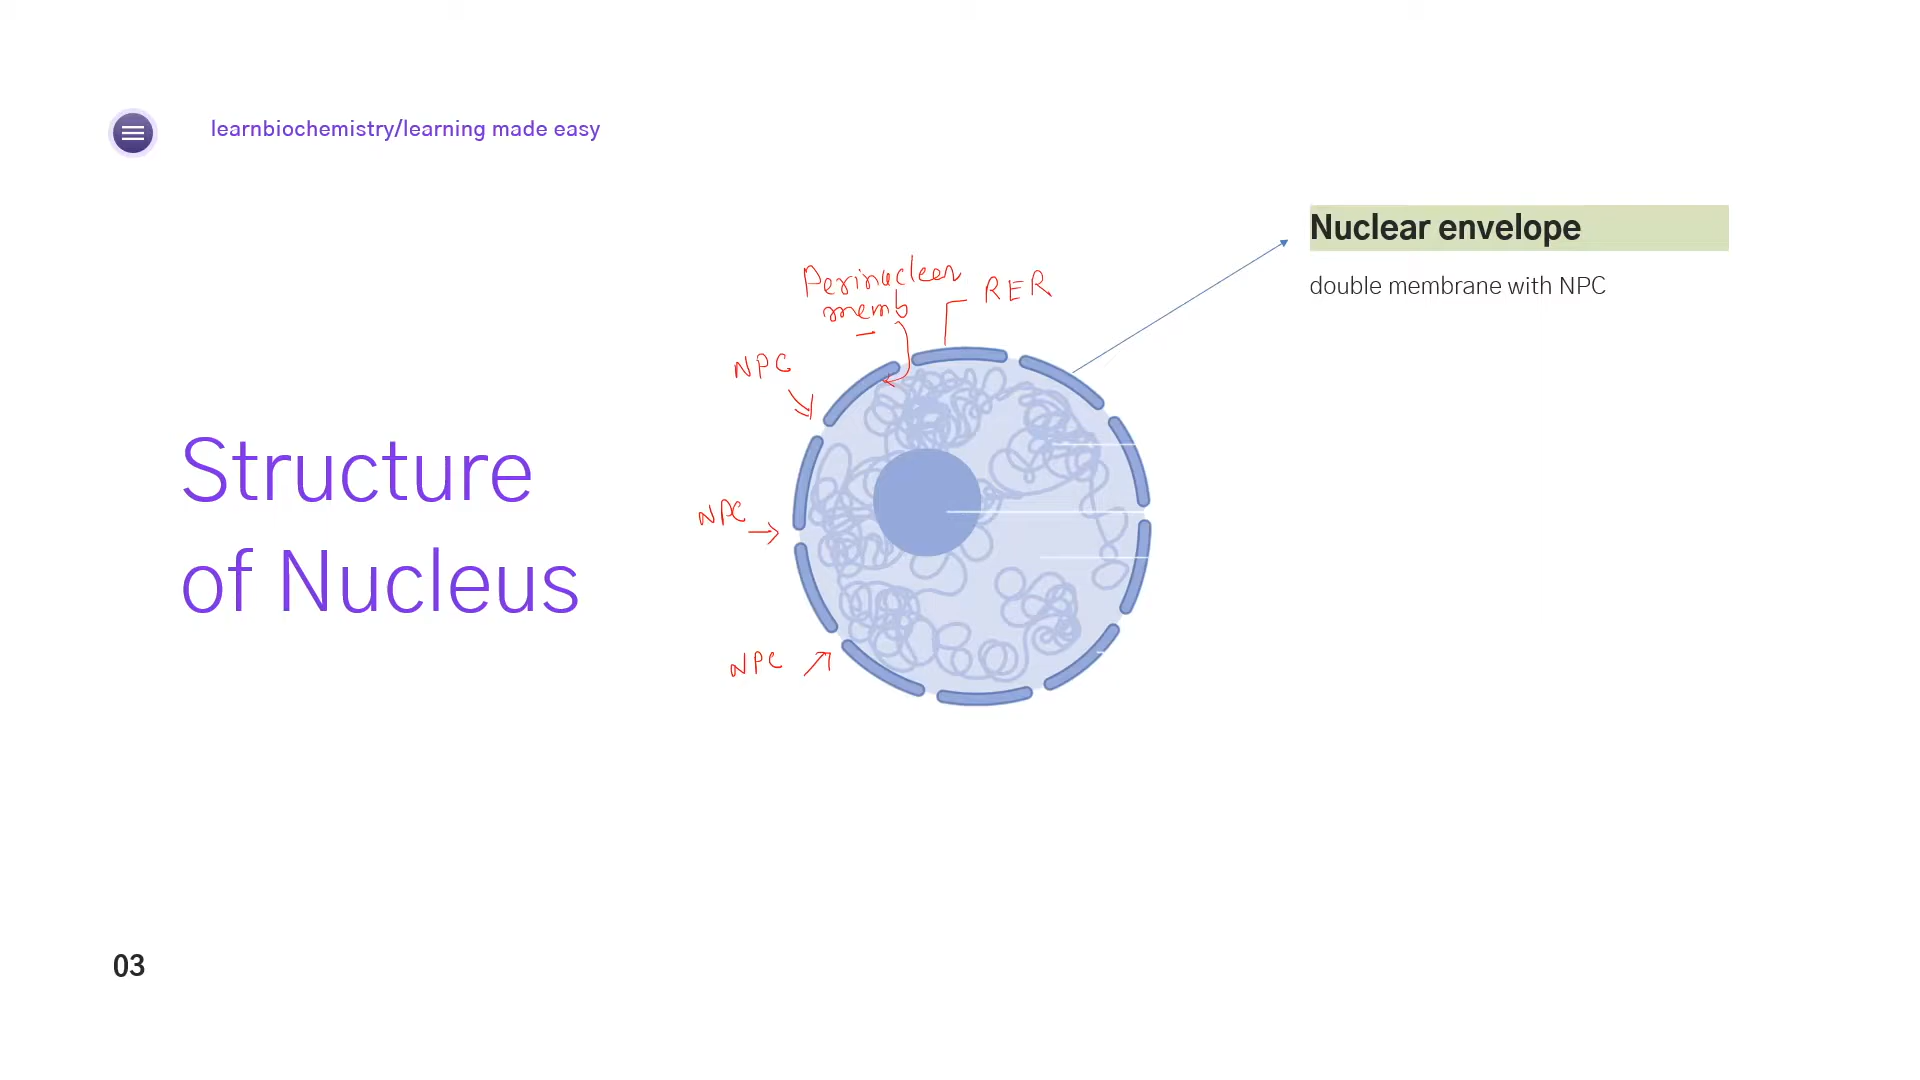 learnbiochemistry/learning made easy
Nuclear envelope
double membrane with NPC
Perinuclear
memb
RER
NPC
NPC
NPC
Structure
of Nucleus
03